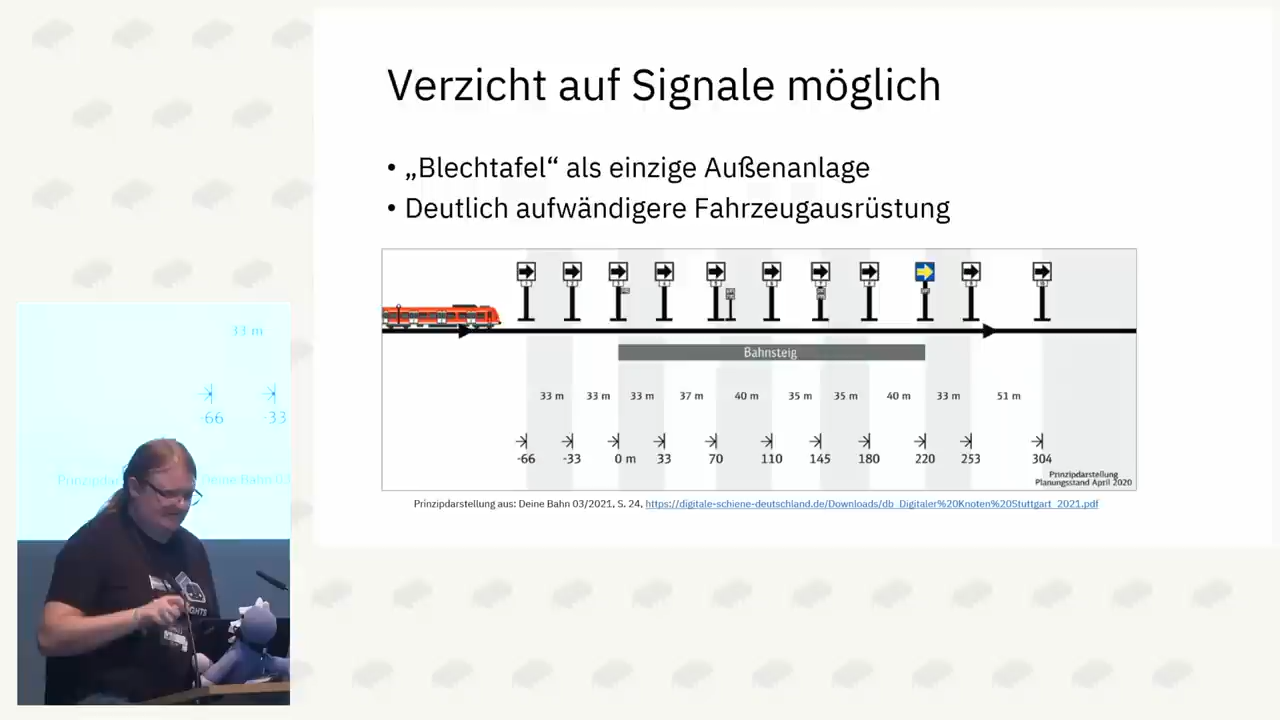 Verzicht auf Signale möglich
• „Blechtafel“ als einzige Außenanlage
• Deutlich aufwändigere Fahrzeugausrüstung
Bahnsteig
33 m 33 m 33 m 37 m 40 m 35 m 35 m 40 m 33 m 51 m
-66 -33 0 m 33 70 110 145 180 220 253 304
Prinzipdarstellung
Planungsstand April 2020
Prinzipdarstellung aus: Deine Bahn 03/2021, S. 24, https://digitale-schiene-deutschland.de/Downloads/db_Digitaler%20Knoten%20Stuttgart_2021.pdf
33 m
-66 -33
Deine Bahn 03